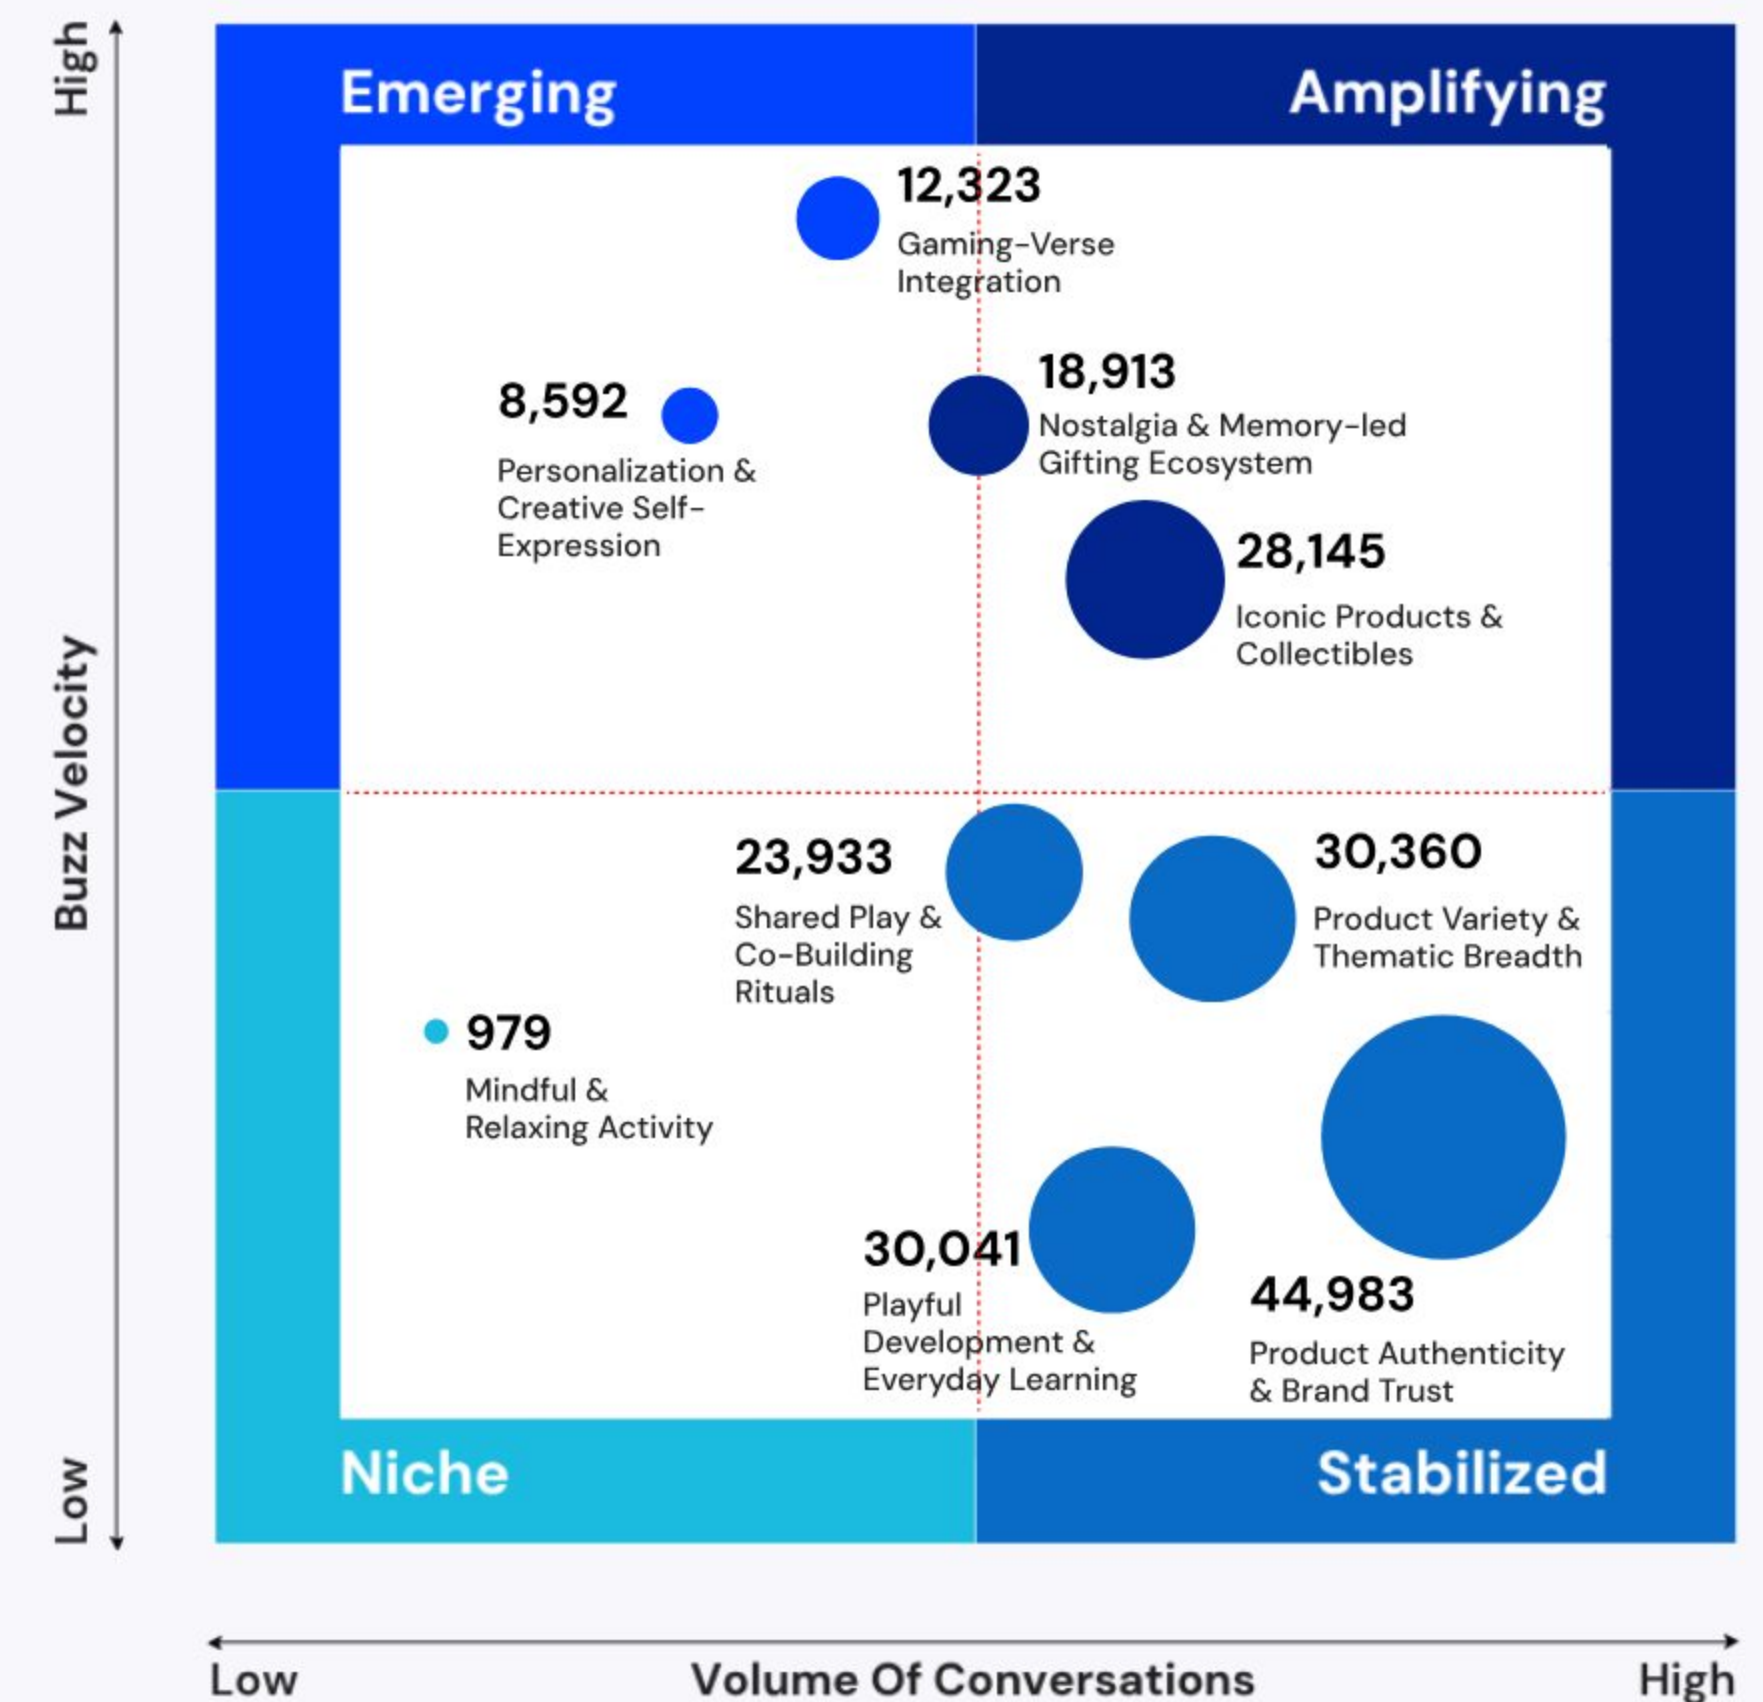 High
Emerging
Amplifying
12,323
Gaming-Verse
Integration
18,913
Nostalgia & Memory-led
Gifting Ecosystem
8,592
Personalization &
Creative Self-
Expression
28,145
Iconic Products &
Collectibles
Buzz Velocity
23,933
Shared Play &
Co-Building
Rituals
30,360
Product Variety &
Thematic Breadth
979
Mindful &
Relaxing Activity
30,041
Playful
Development &
Everyday Learning
44,983
Product Authenticity
& Brand Trust
Low
Niche
Stabilized
Low
Volume Of Conversations
High